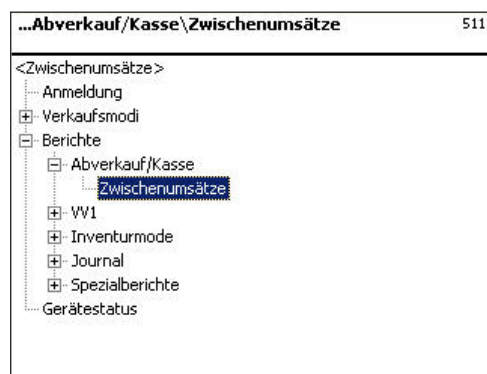 ...Abverkauf/Kasse\Zwischenumsätze 511
<Zwischenumsätze>
Anmeldung
Verkaufsmodi
Berichte
Abverkauf/Kasse
Zwischenumsätze
VV1
Inventurmode
Journal
Spezialberichte
Gerätestatus